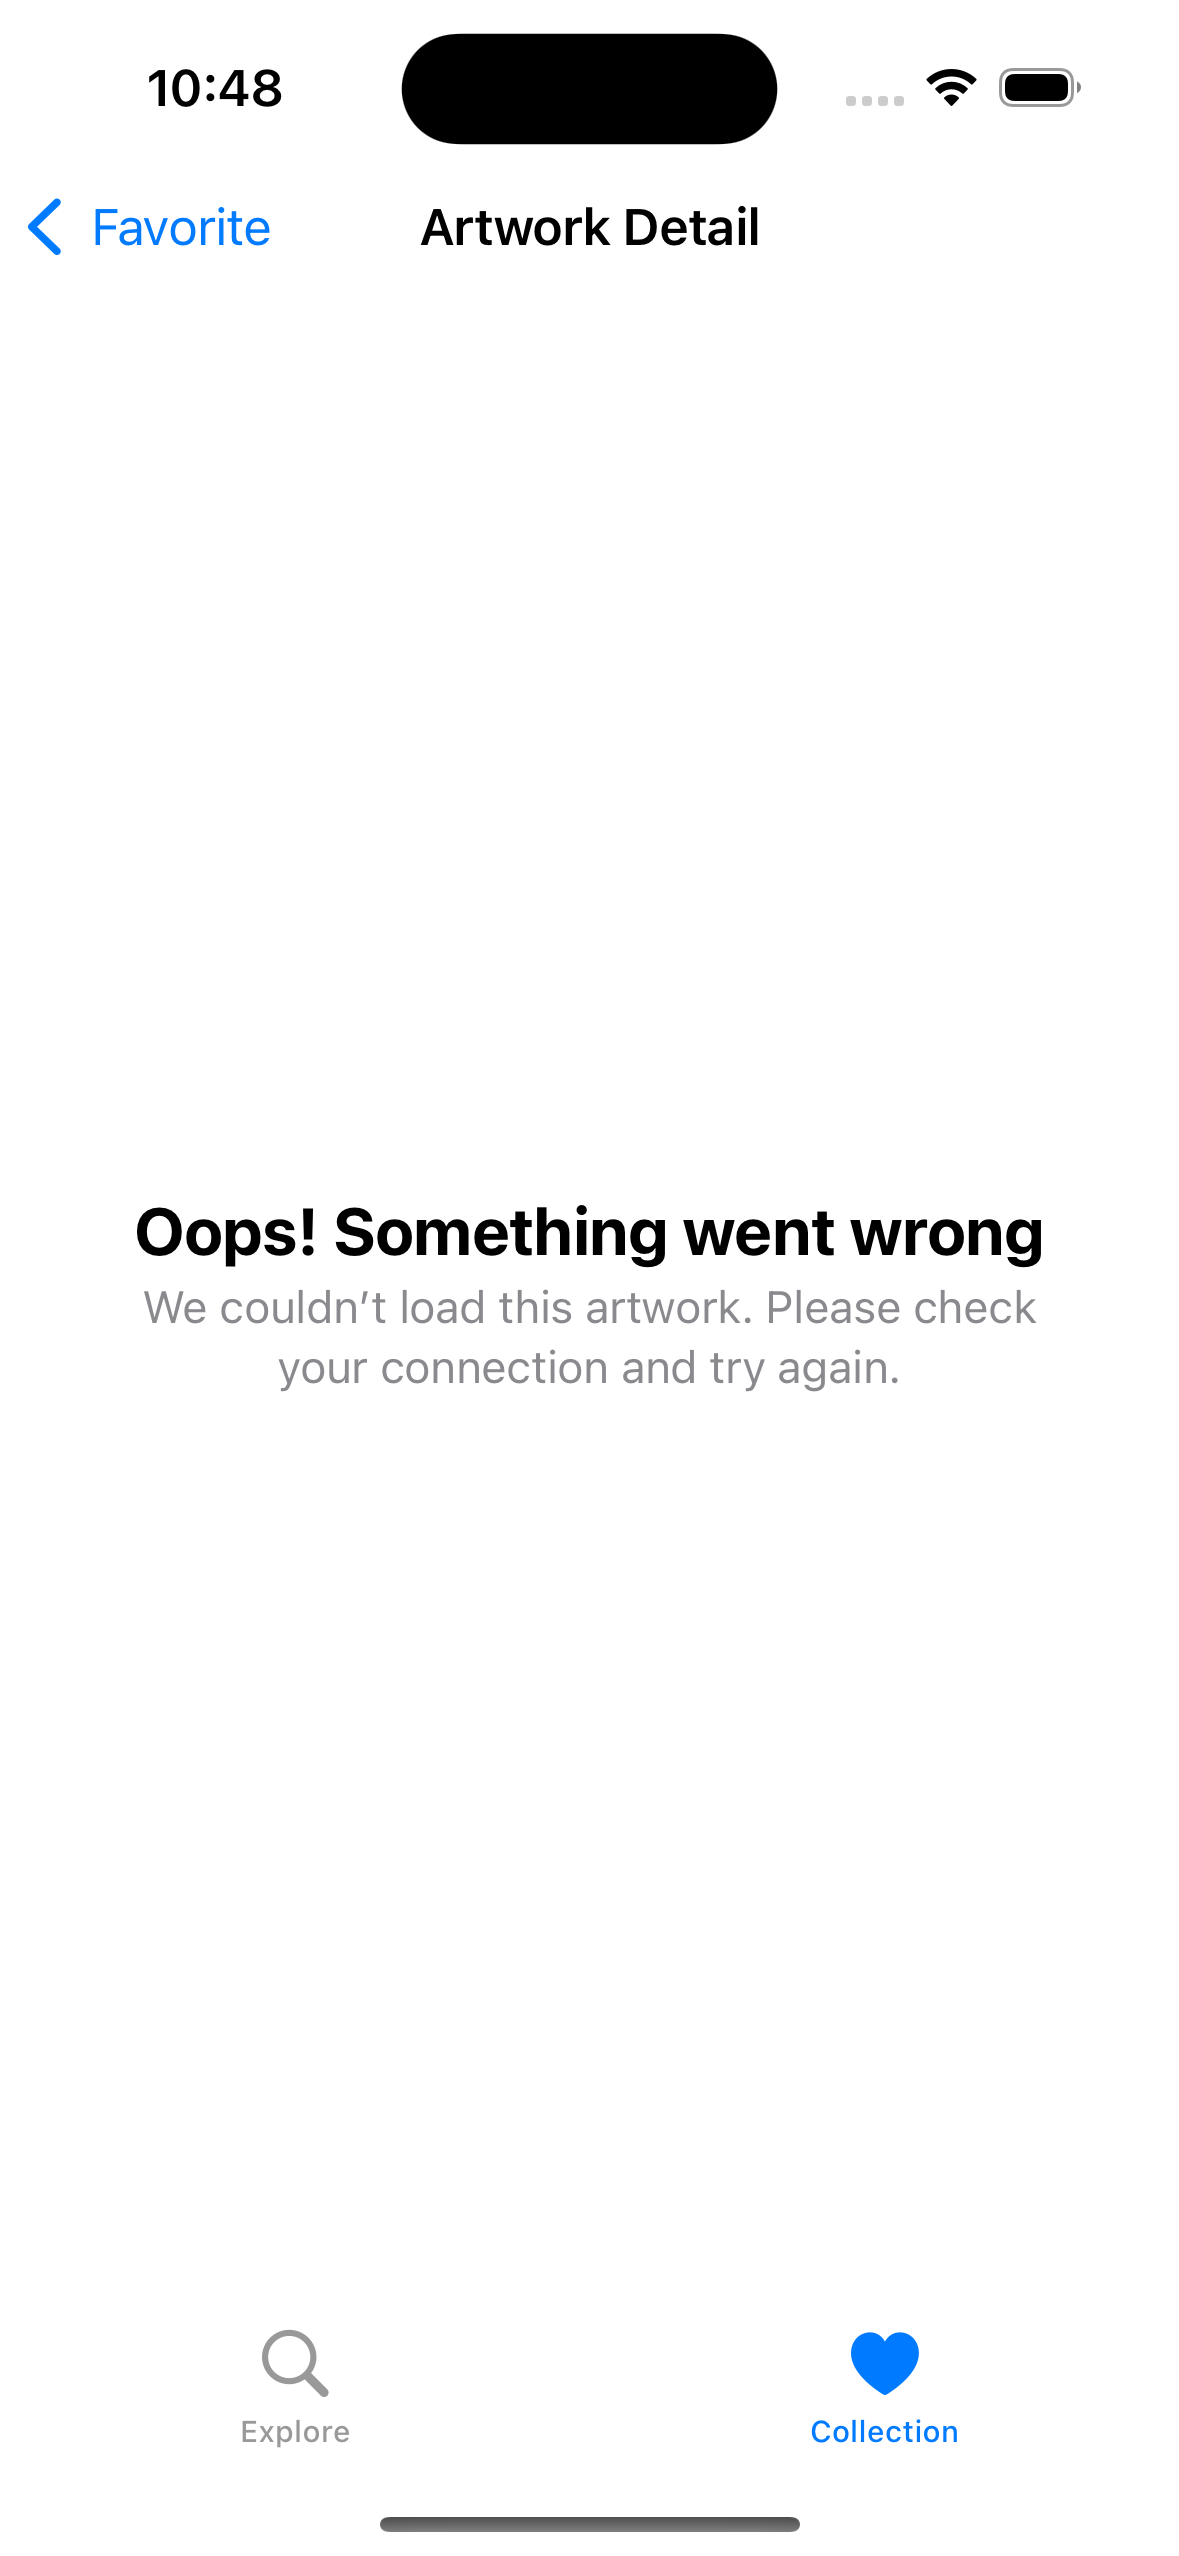 10:48
Favorite
Artwork Detail
Oops! Something went wrong
We couldn’t load this artwork. Please check
your connection and try again.
Explore
Collection